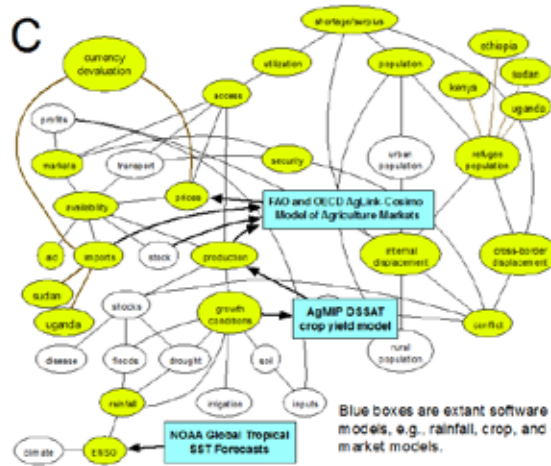 C
shortage/surplus
ethiopia
currency
devaluation
utilization
population
sudan
kenya
access
uganda
profits
markets
transport
security
urban
population
refugee
population
prices
FAO and OECD AgLink-Cosimo
Model of Agriculture Markets
availability
aid
imports
stock
production
internal
displacement
cross-border
displacement
sudan
uganda
shocks
growth
conditions
AgMIP DSSAT
crop yield model
conflict
disease
floods
drought
soil
rural
population
rainfall
irrigation
inputs
Blue boxes are extant software
models, e.g., rainfall, crop, and
market models.
climate
ENSO
NOAA Global Tropical
SST Forecasts